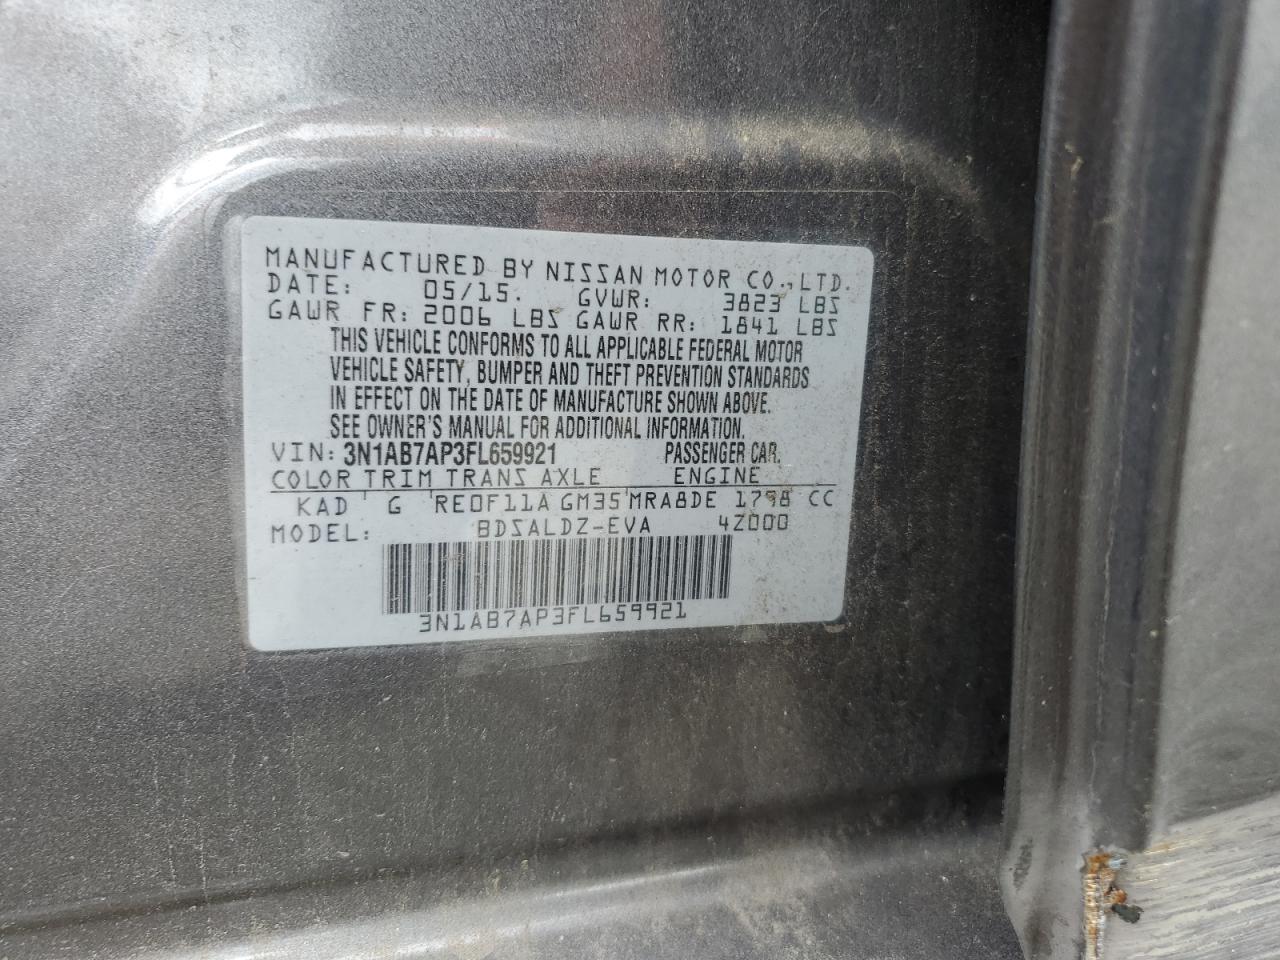 MANUFACTURED BY NISSAN MOTOR CO., LTD.
DATE: 05/15. GVWR: 3823 LBS
GAWR FR: 2006 LBS GAWR RR: 1841 LBS
THIS VEHICLE CONFORMS TO ALL APPLICABLE FEDERAL MOTOR
VEHICLE SAFETY, BUMPER AND THEFT PREVENTION STANDARDS
IN EFFECT ON THE DATE OF MANUFACTURE SHOWN ABOVE.
SEE OWNER'S MANUAL FOR ADDITIONAL INFORMATION.
VIN: 3N1AB7AP3FL659921 PASSENGER CAR.
COLOR TRIM TRANS AXLE ENGINE
KAD G RE0F11A GM35 MRA8DE 1798 CC
MODEL: BDSALDZ-EVA 4Z000
3N1AB7AP3FL659921